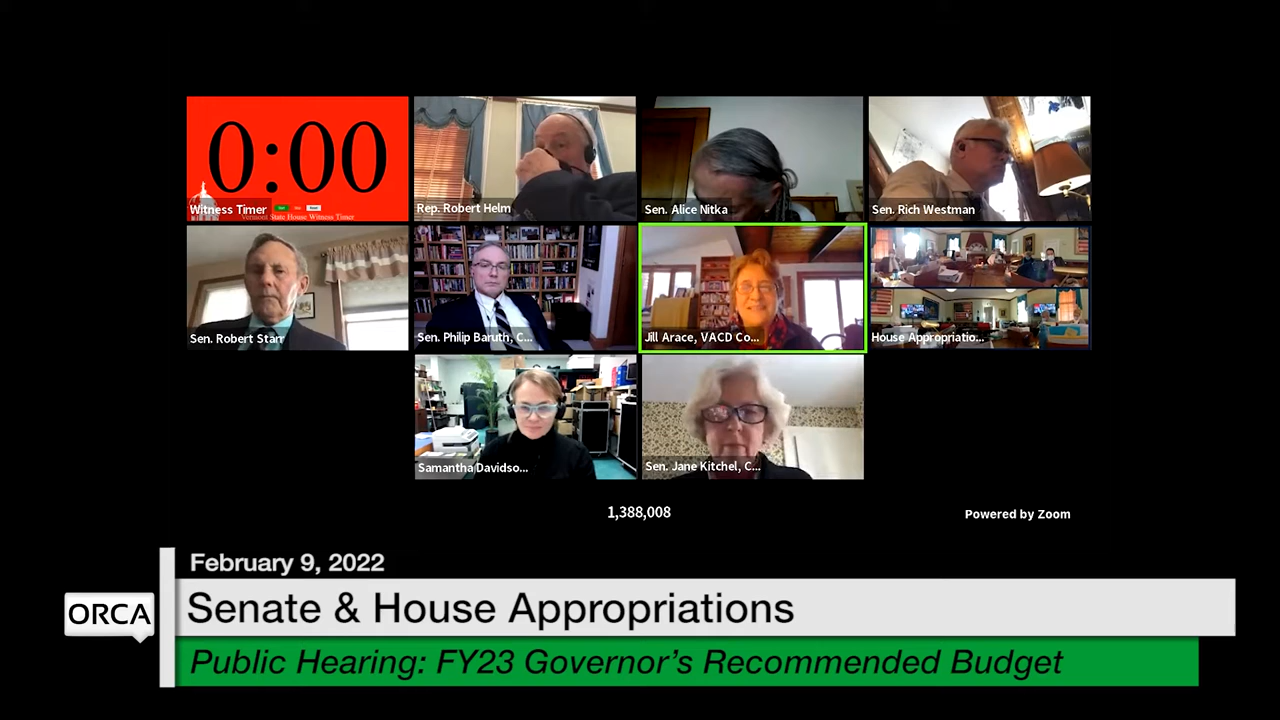 0:00
Witness Timer
Vermont State House Witness Timer
Rep. Robert Helm
Sen. Alice Nitka
Sen. Rich Westman
Sen. Robert Starr
Sen. Philip Baruth, C...
Jill Arace, VACD Co...
House Appropriatio...
Samantha Davidso...
Sen. Jane Kitchel, C...
1,388,008
Powered by Zoom
February 9, 2022
ORCA
Senate & House Appropriations
Public Hearing: FY23 Governor's Recommended Budget